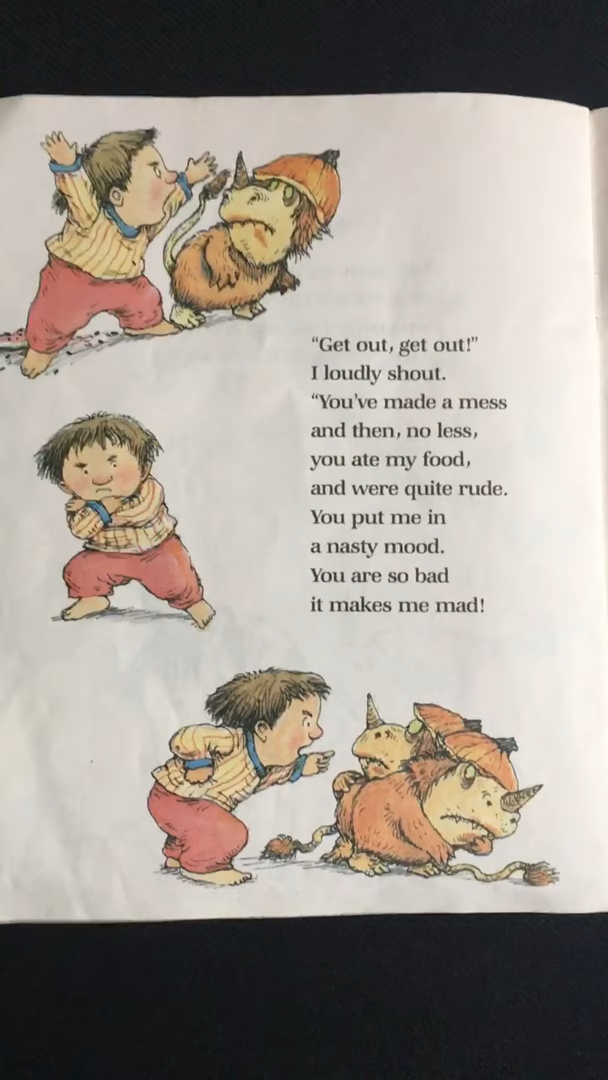 “Get out, get out!”
I loudly shout.
“You’ve made a mess
and then, no less,
you ate my food,
and were quite rude.
You put me in
a nasty mood.
You are so bad
it makes me mad!